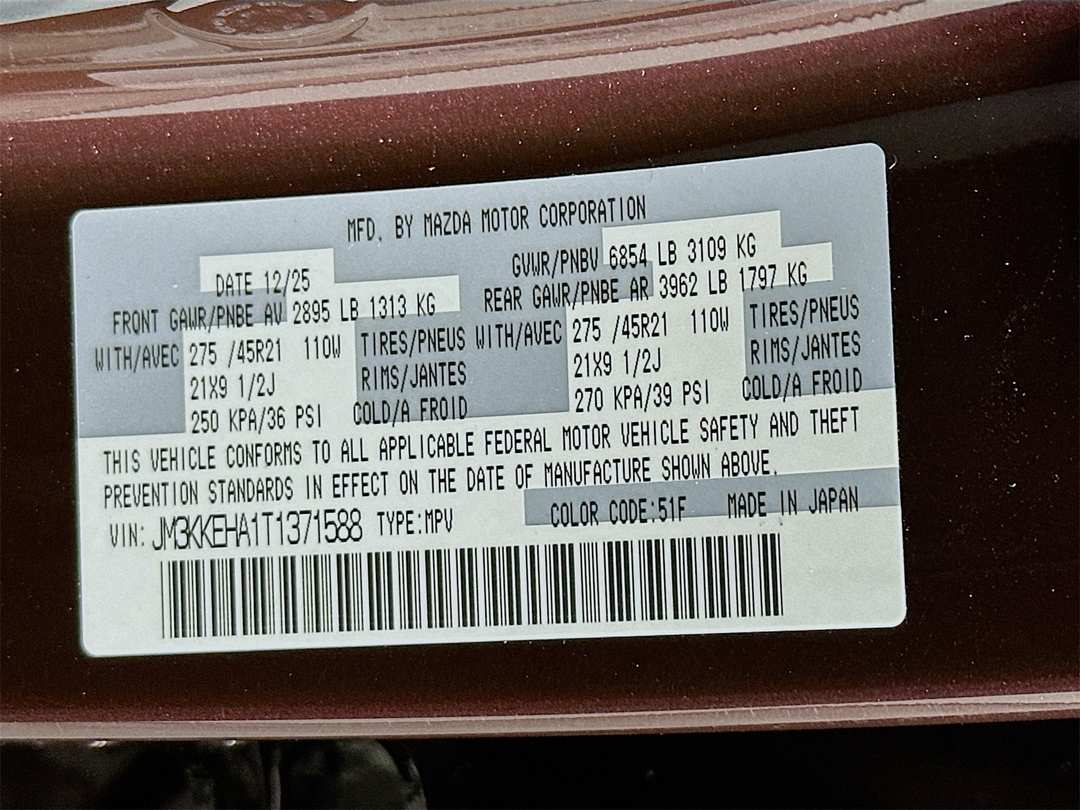 MFD. BY MAZDA MOTOR CORPORATION
DATE 12/25 GVWR/PNBV 6854 LB 3109 KG
FRONT GAWR/PNBE AV 2895 LB 1313 KG REAR GAWR/PNBE AR 3962 LB 1797 KG
WITH/AVEC 275 /45R21 110W TIRES/PNEUS WITH/AVEC 275 /45R21 110W TIRES/PNEUS
21X9 1/2J RIMS/JANTES 21X9 1/2J RIMS/JANTES
250 KPA/36 PSI COLD/A FROID 270 KPA/39 PSI COLD/A FROID
THIS VEHICLE CONFORMS TO ALL APPLICABLE FEDERAL MOTOR VEHICLE SAFETY AND THEFT
PREVENTION STANDARDS IN EFFECT ON THE DATE OF MANUFACTURE SHOWN ABOVE.
VIN: JM3KKEHA1T1371588 TYPE:MPV COLOR CODE:51F MADE IN JAPAN